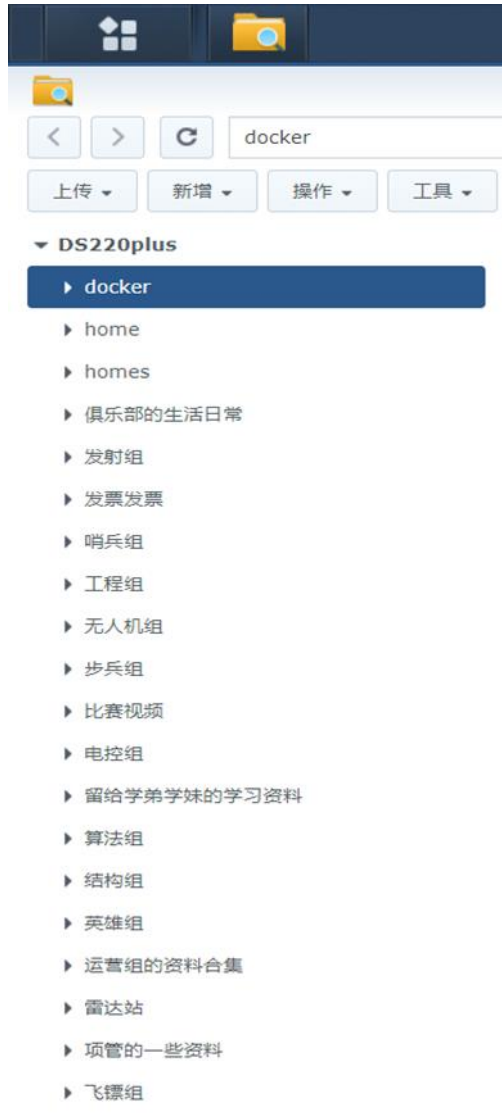 docker
上传 新增 操作 工具
DS220plus
docker
home
homes
俱乐部的生活日常
发射组
发票发票
哨兵组
工程组
无人机组
步兵组
比赛视频
电控组
留给学弟学妹的学习资料
算法组
结构组
英雄组
运营组的资料合集
雷达站
项管的一些资料
飞镖组